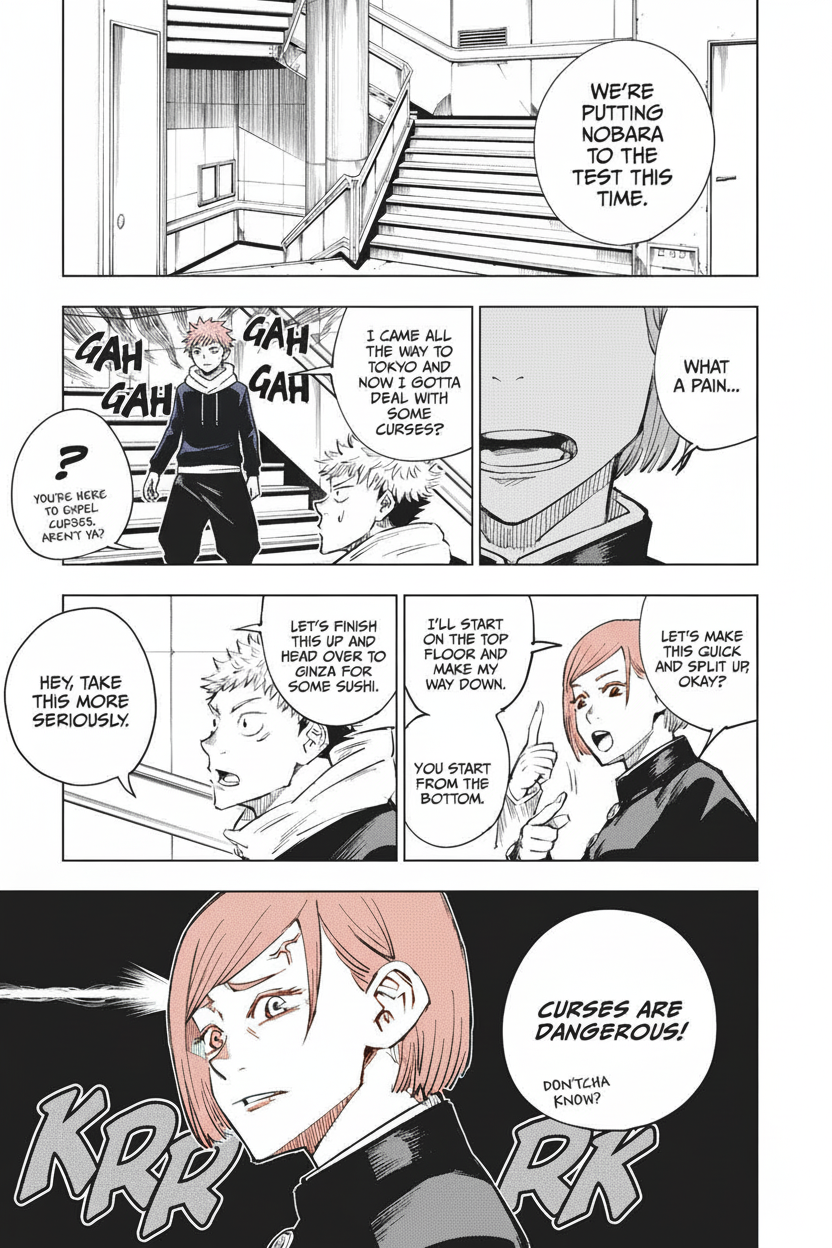 WE'RE
PUTTING
NOBARA
TO THE
TEST THIS
TIME.
WHAT
A PAIN...
I CAME ALL
THE WAY TO
TOKYO AND
NOW I GOTTA
DEAL WITH
SOME
CURSES?
GAH
GAH
GAH
GAH
?
YOU'RE HERE
TO
AREN'T YA?
LET'S MAKE
THIS QUICK
AND SPLIT UP,
OKAY?
I'LL START
ON THE TOP
FLOOR AND
MAKE MY
WAY DOWN.
YOU START
FROM THE
BOTTOM.
LET'S FINISH
THIS UP AND
HEAD OVER TO
GINZA FOR
SOME SUSHI.
HEY, TAKE
THIS MORE
SERIOUSLY.
CURSES ARE
DANGEROUS!
DON'TCHA
KNOW?
KRR
RK